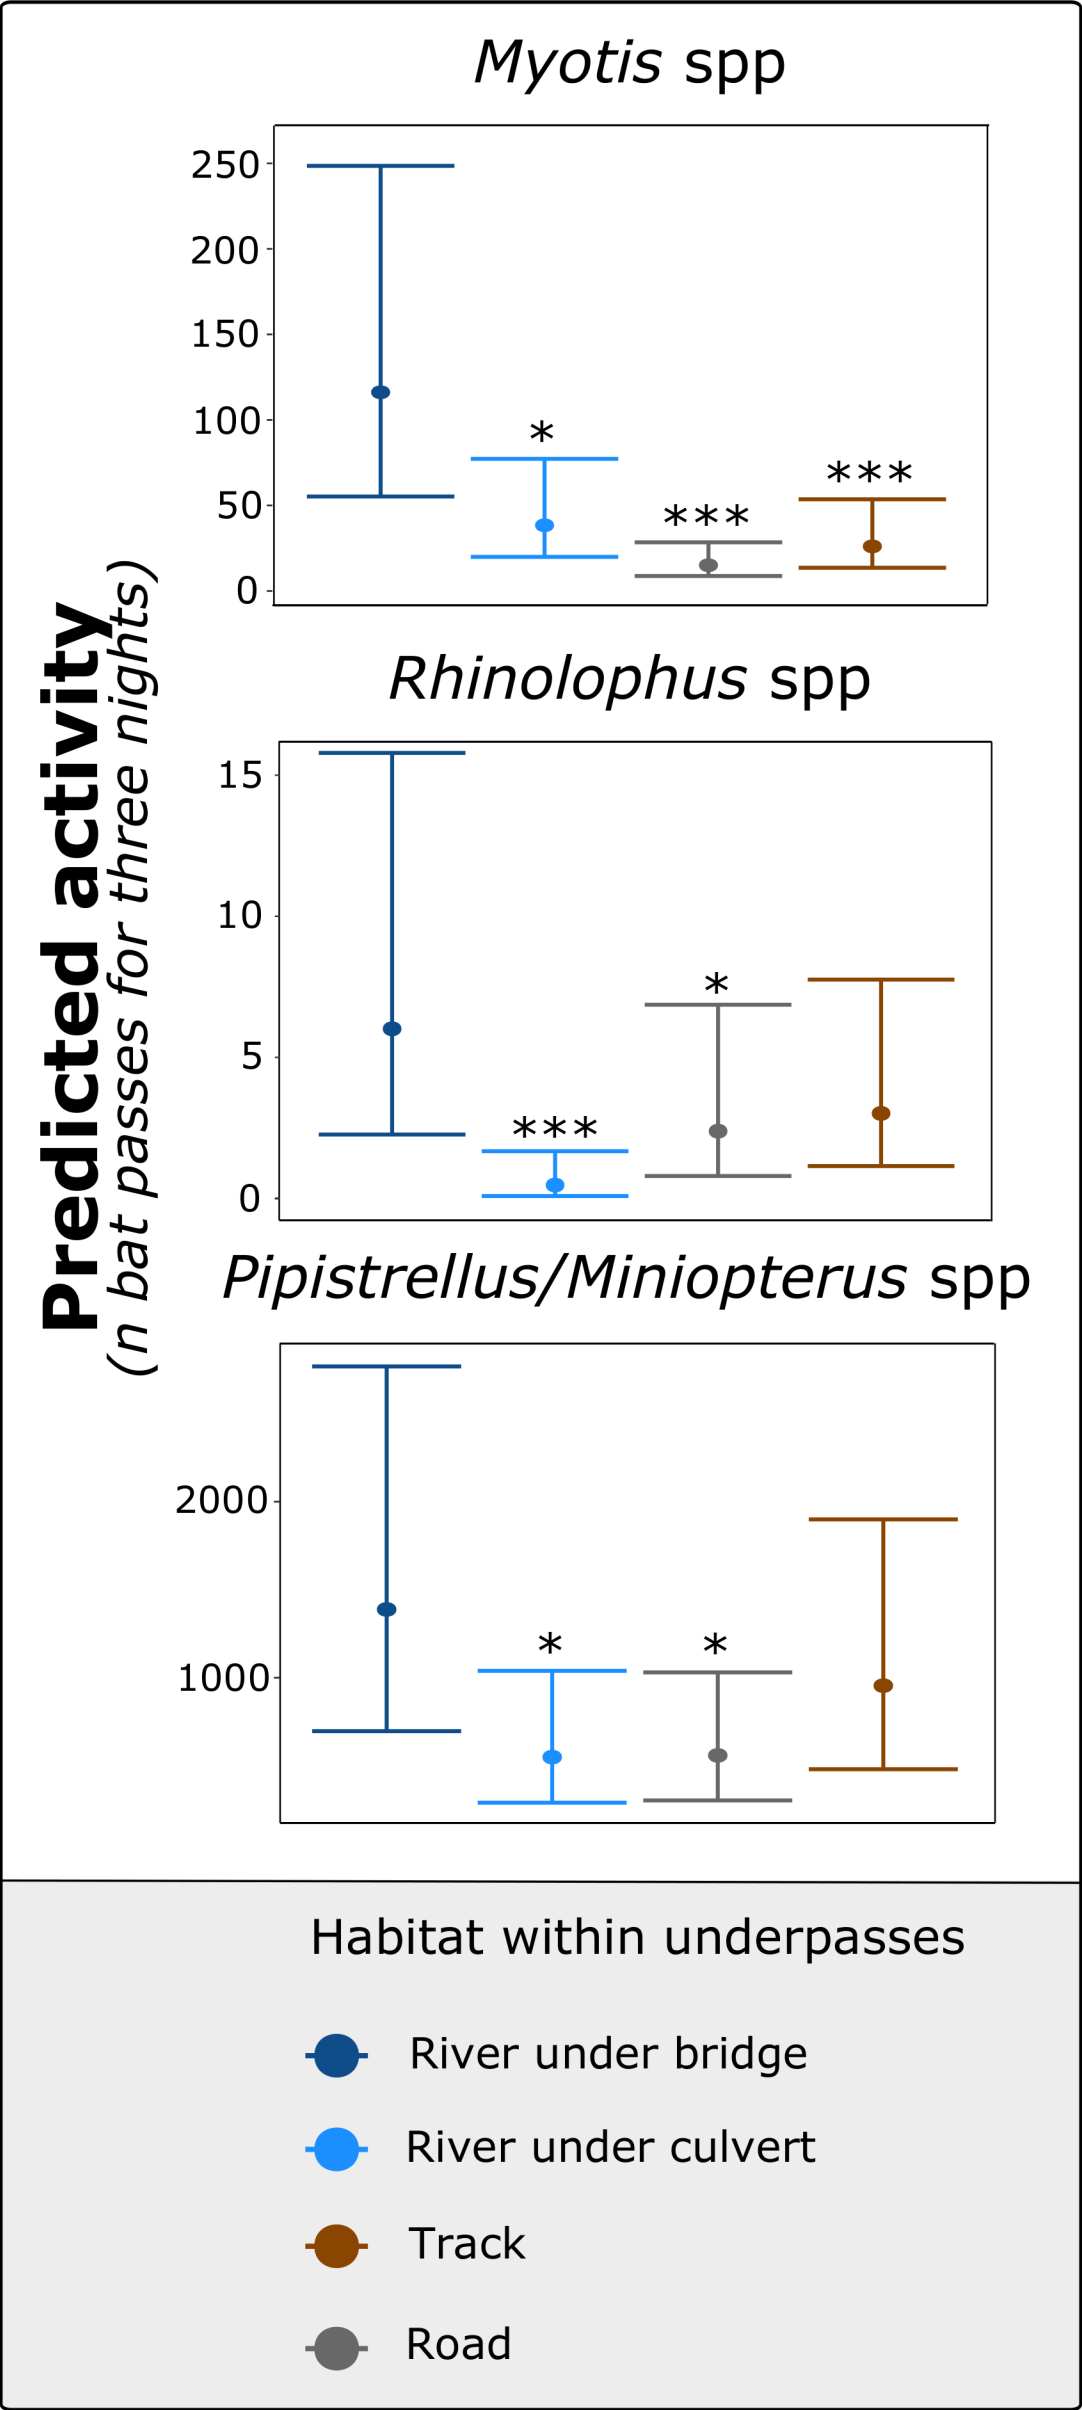 Predicted activity
(n bat passes for three nights)
Myotis spp
250
200
150
100
50
0
*
***
***
Rhinolophus spp
15
10
5
0
***
*
Pipistrellus/Miniopterus spp
2000
1000
*
*
Habitat within underpasses
River under bridge
River under culvert
Track
Road